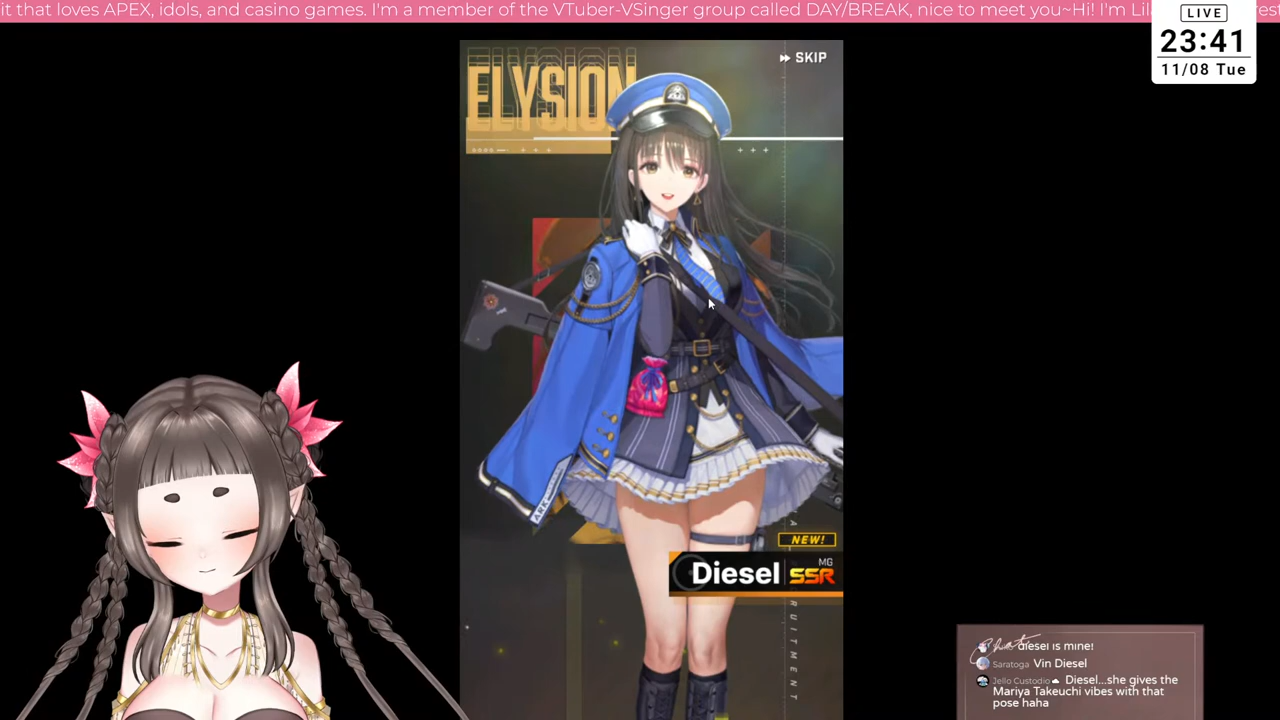 it that loves APEX, idols, and casino games. I'm a member of the VTuber-VSinger group called DAY/BREAK, nice to meet you~Hi! I'm Lil
LIVE
23:41
11/08 Tue
SKIP
ELYSION
ARK
NEW!
Diesel
MG
SSR
diesel is mine!
Saratoga Vin Diesel
Jello Custodio Diesel...she gives the
Mariya Takeuchi vibes with that
pose haha